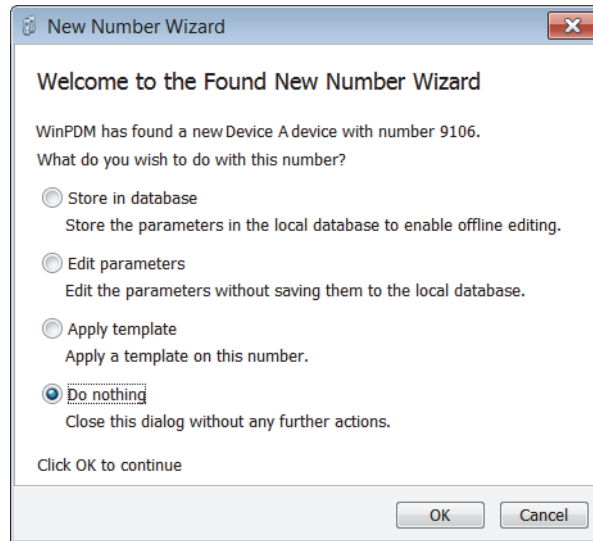 New Number Wizard
Welcome to the Found New Number Wizard
WinPDM has found a new Device A device with number 9106.
What do you wish to do with this number?
Store in database
Store the parameters in the local database to enable offline editing.
Edit parameters
Edit the parameters without saving them to the local database.
Apply template
Apply a template on this number.
Do nothing
Close this dialog without any further actions.
Click OK to continue
OK Cancel